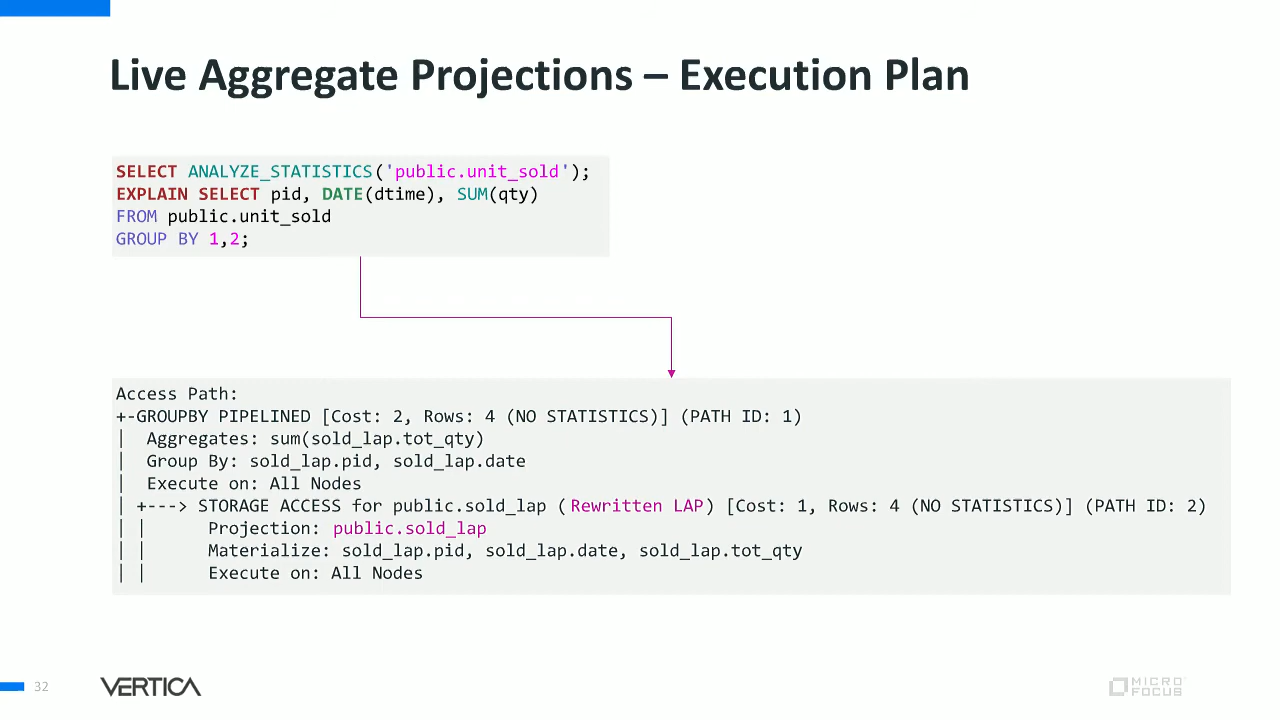 Live Aggregate Projections – Execution Plan
SELECT ANALYZE_STATISTICS('public.unit_sold');
EXPLAIN SELECT pid, DATE(dtime), SUM(qty)
FROM public.unit_sold
GROUP BY 1,2;
Access Path:
+-GROUPBY PIPELINED [Cost: 2, Rows: 4 (NO STATISTICS)] (PATH ID: 1)
|  Aggregates: sum(sold_lap.tot_qty)
|  Group By: sold_lap.pid, sold_lap.date
|  Execute on: All Nodes
| +---> STORAGE ACCESS for public.sold_lap (Rewritten LAP) [Cost: 1, Rows: 4 (NO STATISTICS)] (PATH ID: 2)
| |      Projection: public.sold_lap
| |      Materialize: sold_lap.pid, sold_lap.date, sold_lap.tot_qty
| |      Execute on: All Nodes
32
VERTICA
MICRO
FOCUS